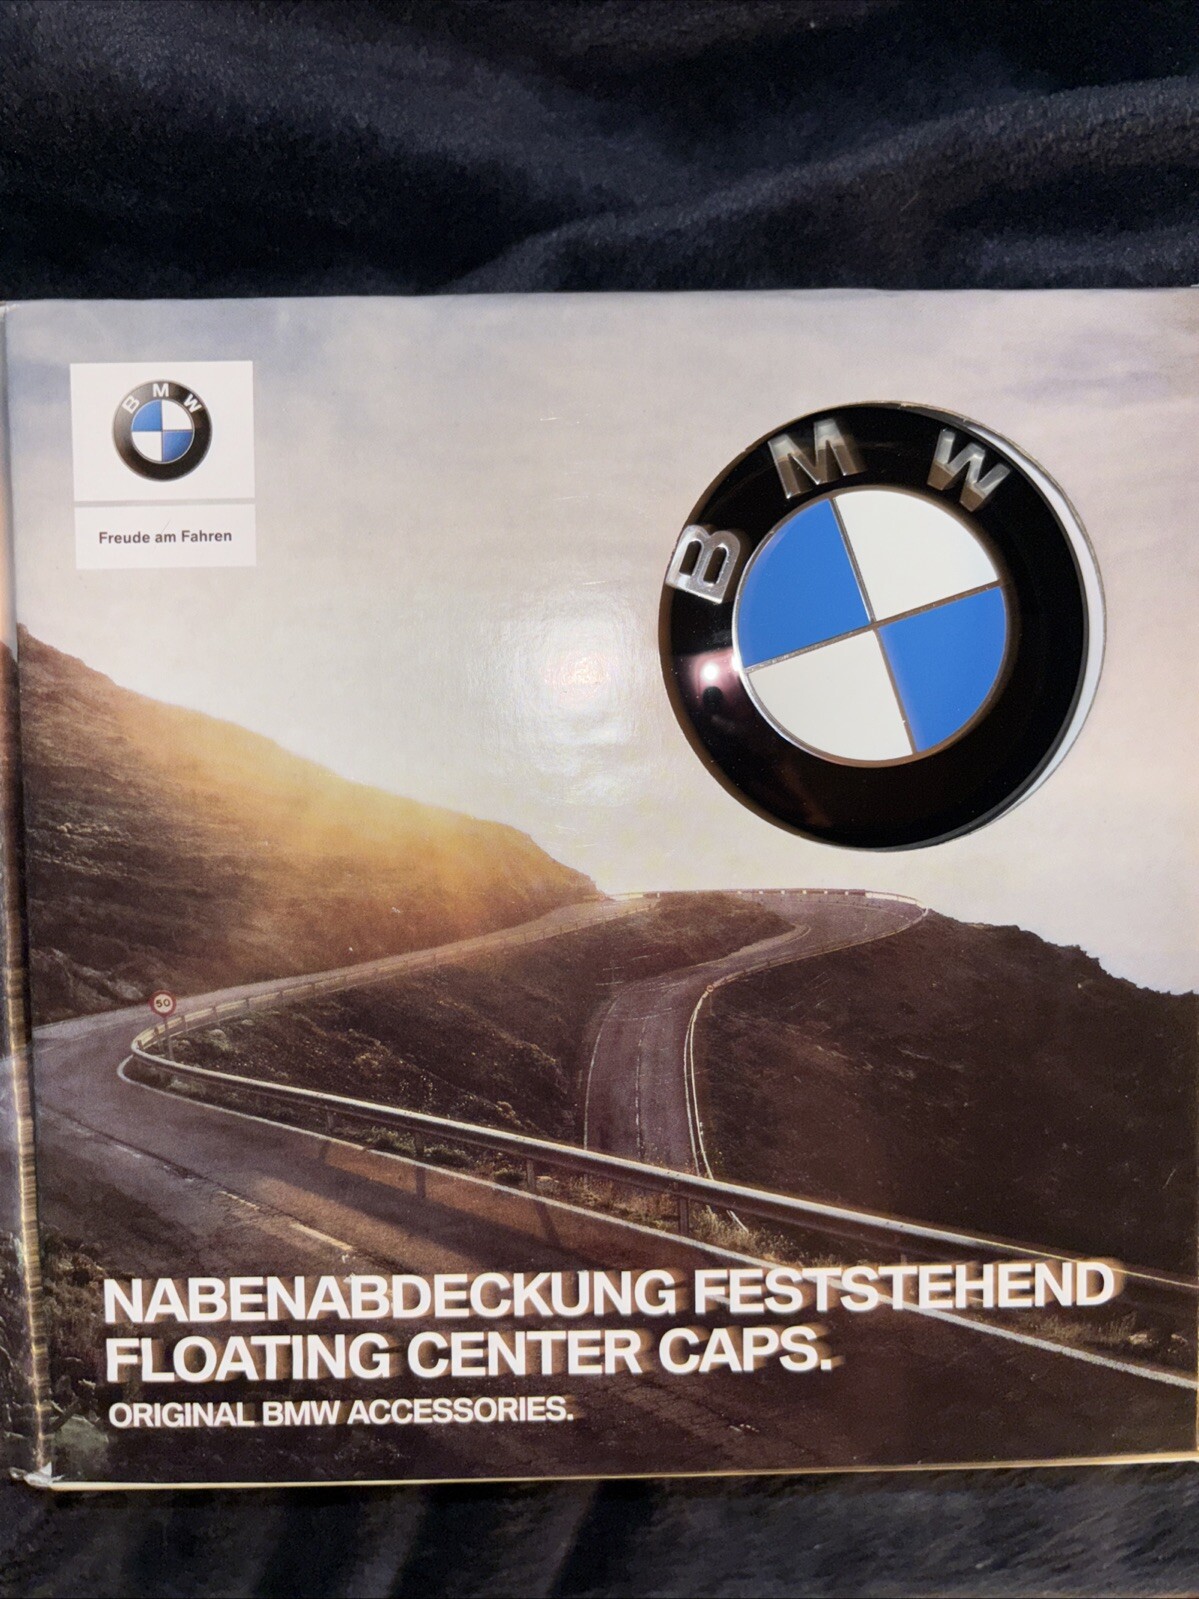 BMW
Freude am Fahren
BMW
50
NABENABDECKUNG FESTSTEHEND
FLOATING CENTER CAPS.
ORIGINAL BMW ACCESSORIES.